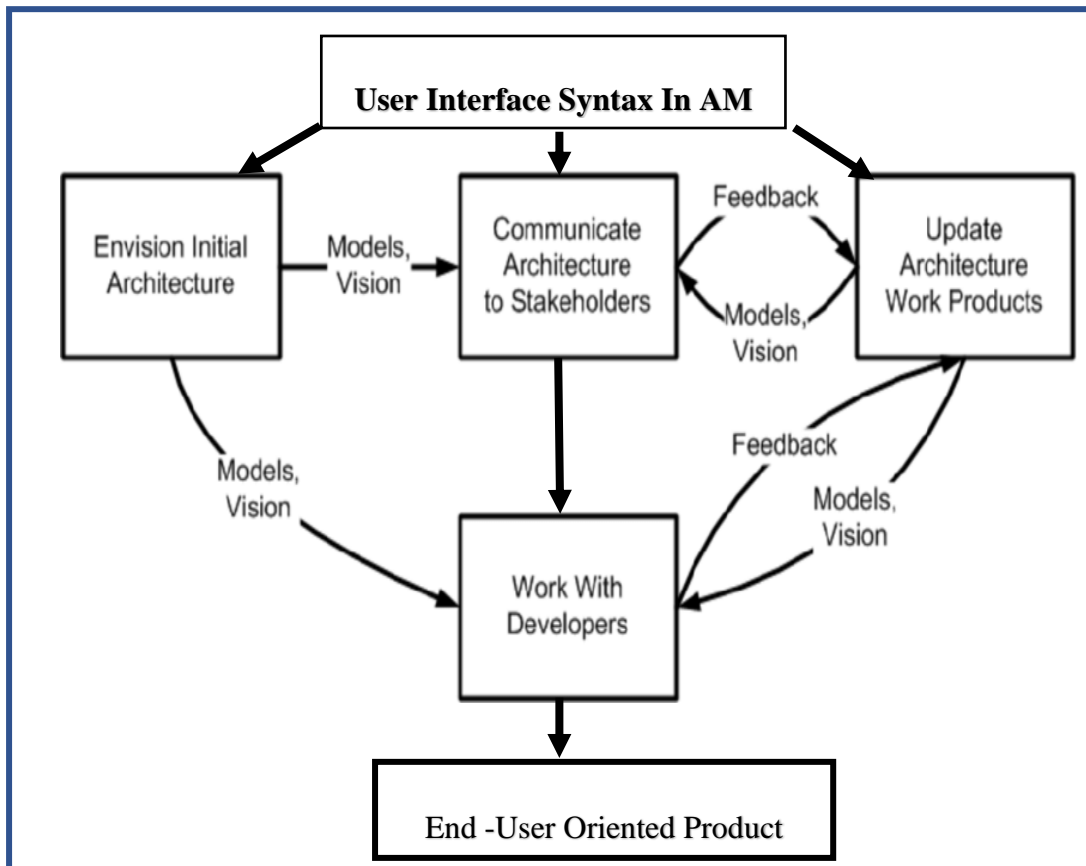 User Interface Syntax In AM
Envision Initial
Architecture
Models,
Vision
Communicate
Architecture
to Stakeholders
Feedback
Models,
Vision
Update
Architecture
Work Products
Models,
Vision
Feedback
Models,
Vision
Work With
Developers
End -User Oriented Product